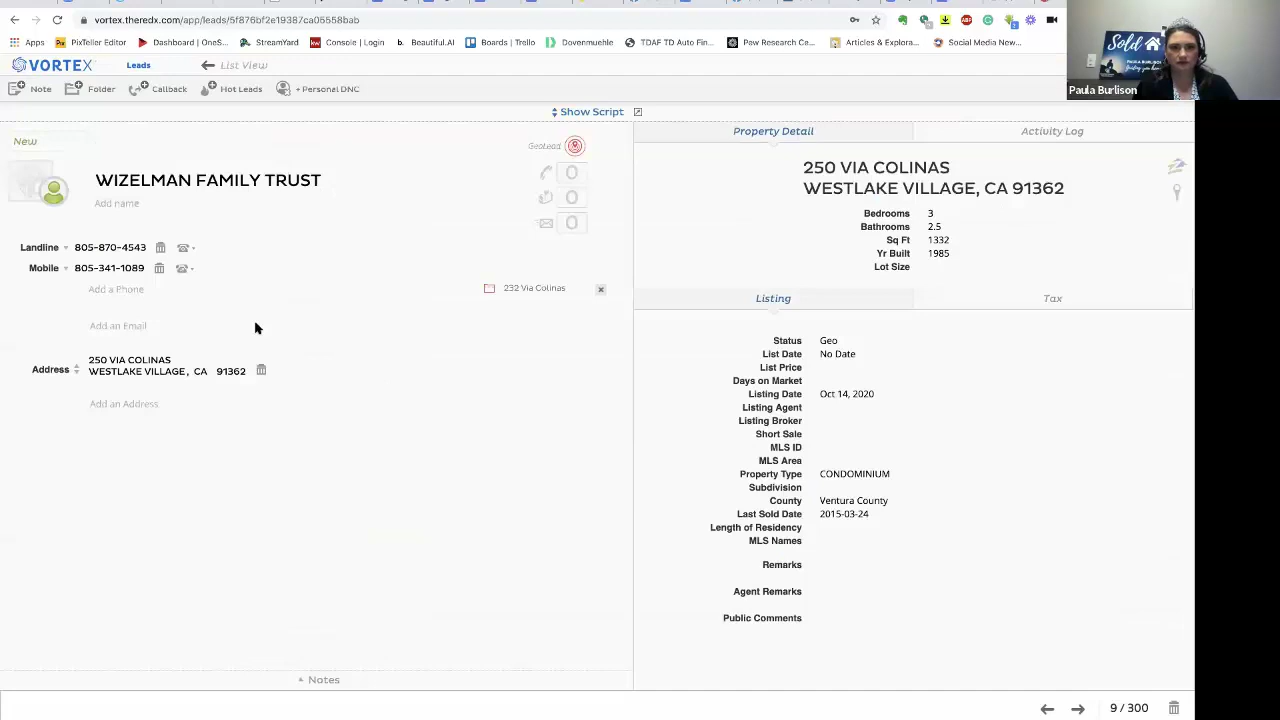 vortex.theredx.com/app/leads/5f876bf2e19387ca05558bab
Apps PixTeller Editor Dashboard | OneS... StreamYard Console | Login Beautiful.AI Boards | Trello Dovenmuehle TDAF TD Auto Fin... Paw Research Ce... Articles & Explora... Social Media New...
VORTEX Leads List View
Note Folder Callback Hot Leads + Personal DNC
Show Script
Sold
PAULA BURLISON
Paula Burlison
New
GeoLead
WIZELMAN FAMILY TRUST
Add name
0
0
0
Landline 805-870-4543
Mobile 805-341-1089
Add a Phone
232 Via Colinas
Add an Email
Address 250 VIA COLINAS
WESTLAKE VILLAGE, CA 91362
Add an Address
Notes
Property Detail Activity Log
250 VIA COLINAS
WESTLAKE VILLAGE, CA 91362
Bedrooms 3
Bathrooms 2.5
Sq Ft 1332
Yr Built 1985
Lot Size
Listing Tax
Status Geo
List Date No Date
List Price
Days on Market
Listing Date Oct 14, 2020
Listing Agent
Listing Broker
Short Sale
MLS ID
MLS Area
Property Type CONDOMINIUM
Subdivision
County Ventura County
Last Sold Date 2015-03-24
Length of Residency
MLS Names
Remarks
Agent Remarks
Public Comments
9 / 300